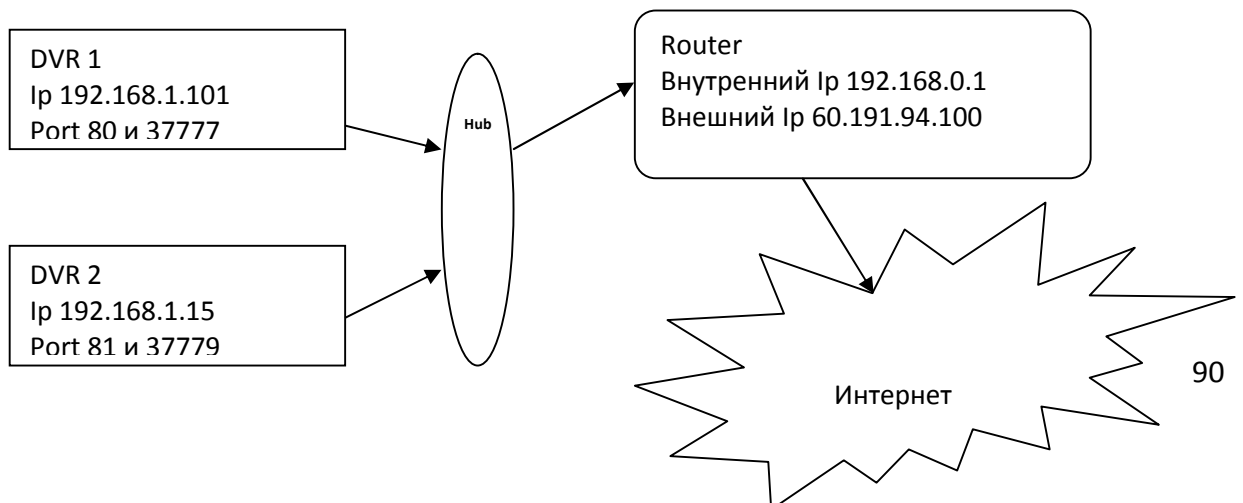 DVR 1
Ip 192.168.1.101
Port 80 и 37777
DVR 2
Ip 192.168.1.15
Port 81 и 37779
Hub
Router
Внутренний Ip 192.168.0.1
Внешний Ip 60.191.94.100
Интернет
90